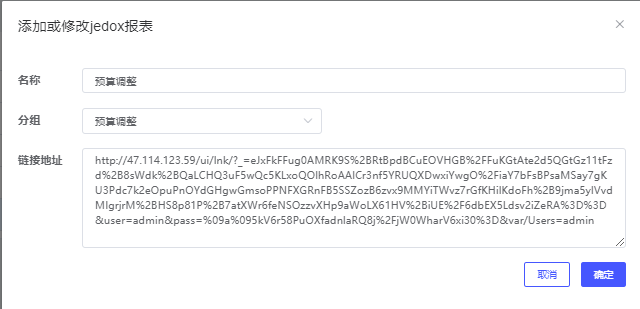 添加或修改jedox报表
名称
预算调整
分组
预算调整
链接地址
http://47.114.123.59/ui/lnk/?_=eJxFkFFug0AMRK9S%2BRtBpdBCuEOVHGB%2FFuKGtAte2d5QGtGz11tFz
d%2B8sWdk%2BQaLCHQ3uF5wQc5KLxoQOlhRoAAlCr3nf5YRUQXDwxiYwgO%2FiaY7bFsBPsaMSay7gK
U3Pdc7k2eOpuPnOYdGHgwGmsoPPNFXGRnFB5SSZozB6zvx9MMYiTWvz7rGfKHiIKdoFh%2B9jma5yIVvd
MIgrjrM%2BHS8p81P%2B7atXWr6feNSOzzvXHp9aWoLX61HV%2BiUE%2F6dbEX5Ldsv2iZeRA%3D%3D
&user=admin&pass=%09a%095kV6r58PuOXfadnlaRQ8j%2FjW0WharV6xi30%3D&var/Users=admin
取消
确定